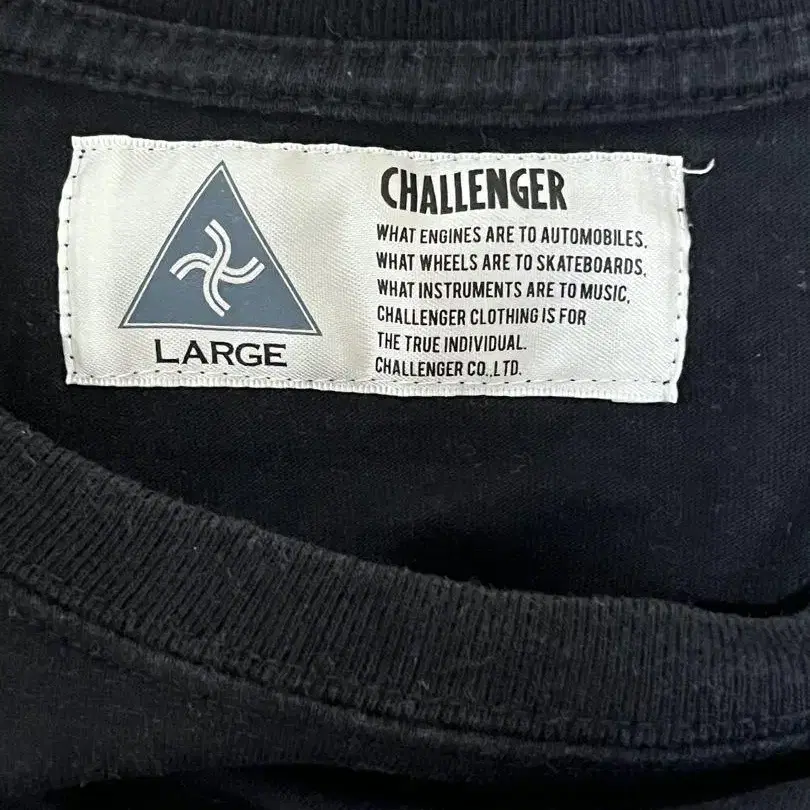 CHALLENGER
WHAT ENGINES ARE TO AUTOMOBILES,
WHAT WHEELS ARE TO SKATEBOARDS,
WHAT INSTRUMENTS ARE TO MUSIC,
CHALLENGER CLOTHING IS FOR
THE TRUE INDIVIDUAL.
CHALLENGER CO.,LTD.
LARGE